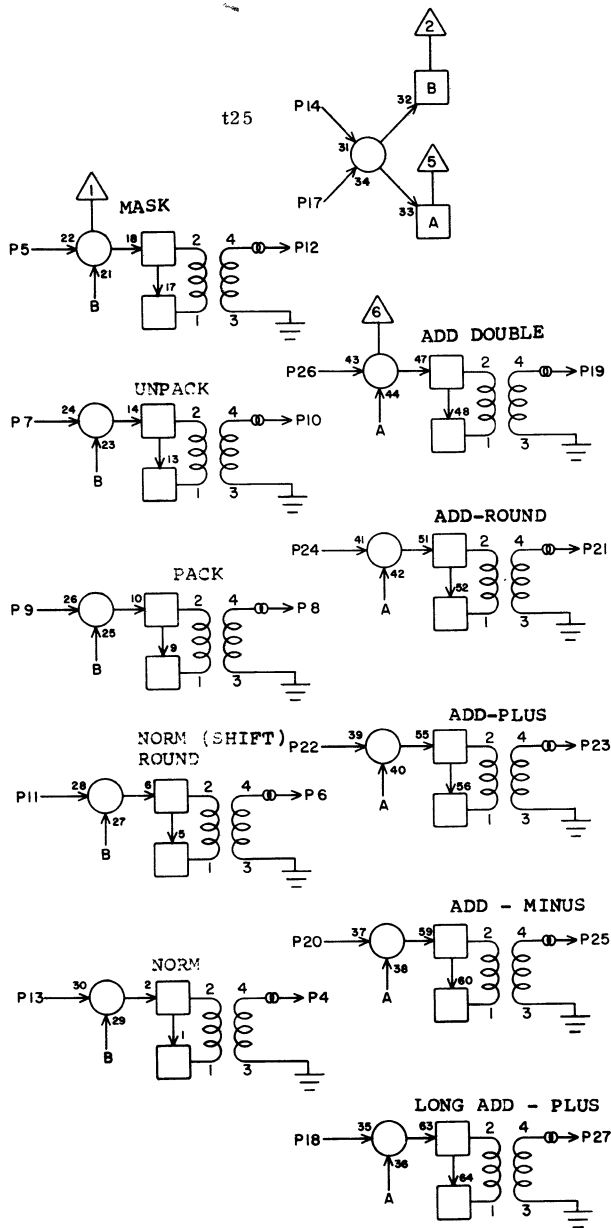 2
B
t25
P14 32
31
34
P17 33
5
A
1
MASK
P5 22 18 2 4 P12
21 17
B 1 3
6
ADD DOUBLE
P26 43 47 2 4 P19
44 48
A 1 3
UNPACK
P7 24 14 2 4 P10
23 13
B 1 3
ADD-ROUND
P24 41 51 2 4 P21
42 52
A 1 3
PACK
P9 26 10 2 4 P8
25 9
B 1 3
ADD-PLUS
P22 39 55 2 4 P23
40 56
A 1 3
NORM (SHIFT)
ROUND
P11 28 6 2 4 P6
27 5
B 1 3
ADD - MINUS
P20 37 59 2 4 P25
38 60
A 1 3
NORM
P13 30 2 2 4 P4
29 1
B 1 3
LONG ADD - PLUS
P18 35 63 2 4 P27
36 64
A 1 3